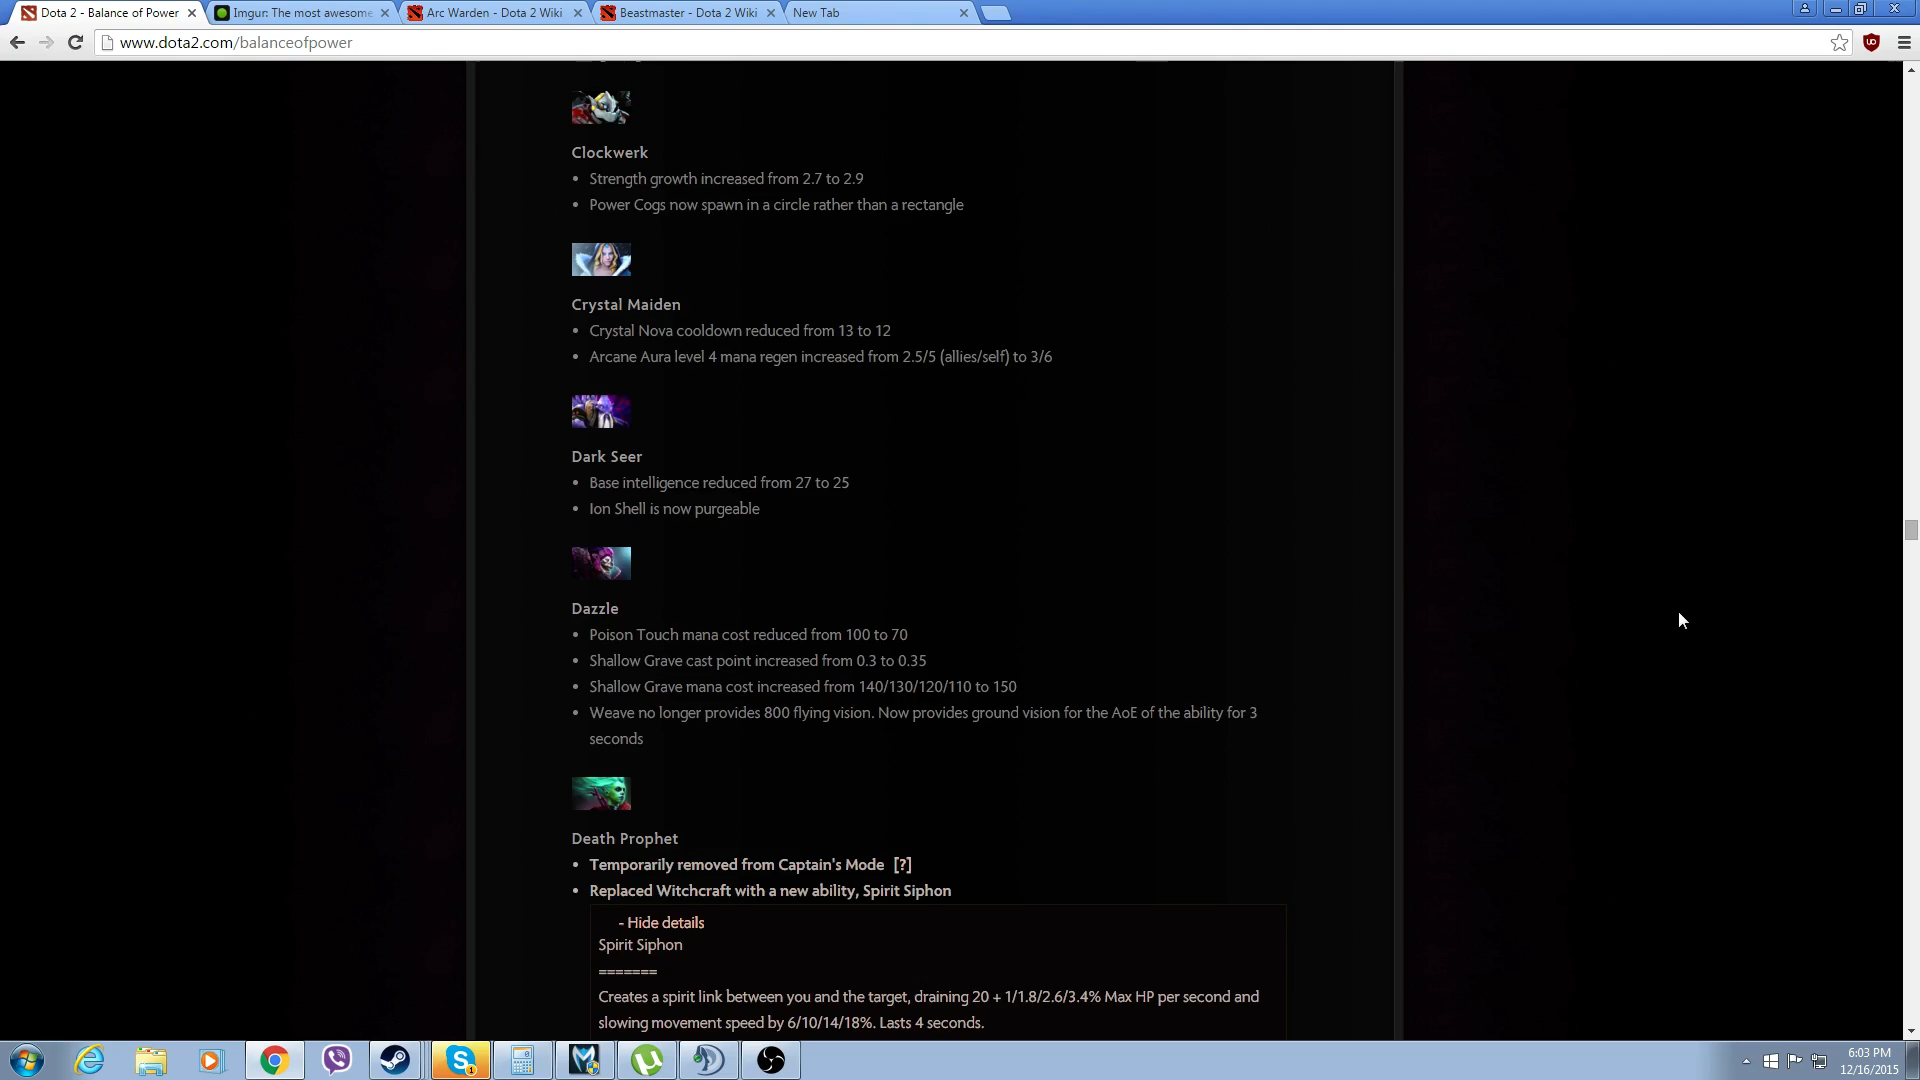 Dota 2 - Balance of Power
Imgur: The most awesome
Arc Warden - Dota 2 Wiki
Beastmaster - Dota 2 Wiki
New Tab
www.dota2.com/balanceofpower
Clockwerk
• Strength growth increased from 2.7 to 2.9
• Power Cogs now spawn in a circle rather than a rectangle
Crystal Maiden
• Crystal Nova cooldown reduced from 13 to 12
• Arcane Aura level 4 mana regen increased from 2.5/5 (allies/self) to 3/6
Dark Seer
• Base intelligence reduced from 27 to 25
• Ion Shell is now purgeable
Dazzle
• Poison Touch mana cost reduced from 100 to 70
• Shallow Grave cast point increased from 0.3 to 0.35
• Shallow Grave mana cost increased from 140/130/120/110 to 150
• Weave no longer provides 800 flying vision. Now provides ground vision for the AoE of the ability for 3
seconds
Death Prophet
• Temporarily removed from Captain's Mode [?]
• Replaced Witchcraft with a new ability, Spirit Siphon
- Hide details
Spirit Siphon
=======
Creates a spirit link between you and the target, draining 20 + 1/1.8/2.6/3.4% Max HP per second and
slowing movement speed by 6/10/14/18%. Lasts 4 seconds.
6:03 PM
12/16/2015